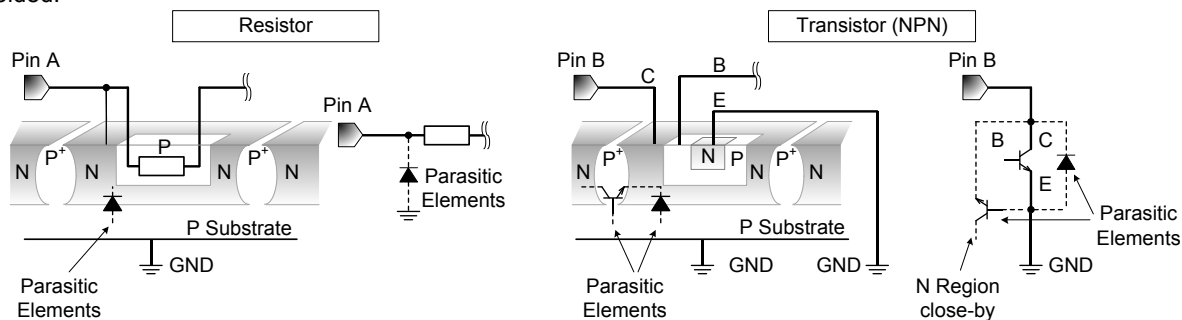 Resistor
Transistor (NPN)
Pin A
Pin B
C
B
E
Pin B
Pin A
N
P+
N
P
P+
N
Parasitic
Elements
N
P+
N
P
P+
N
B
C
E
P Substrate
P Substrate
Parasitic
Elements
GND
GND
GND
GND
Parasitic
Elements
Parasitic
Elements
N Region
close-by